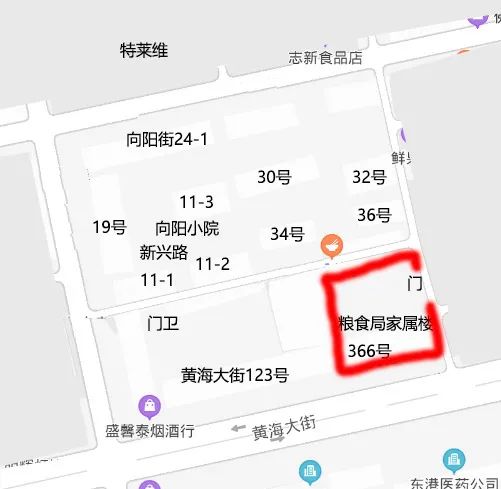 特莱维
志新食品店
向阳街24-1
鲜
30号
32号
11-3
36号
19号
向阳小院
34号
新兴路
11-2
11-1
门
门卫
粮食局家属楼
366号
黄海大街123号
盛馨泰烟酒行
黄海大街
东港医药公司